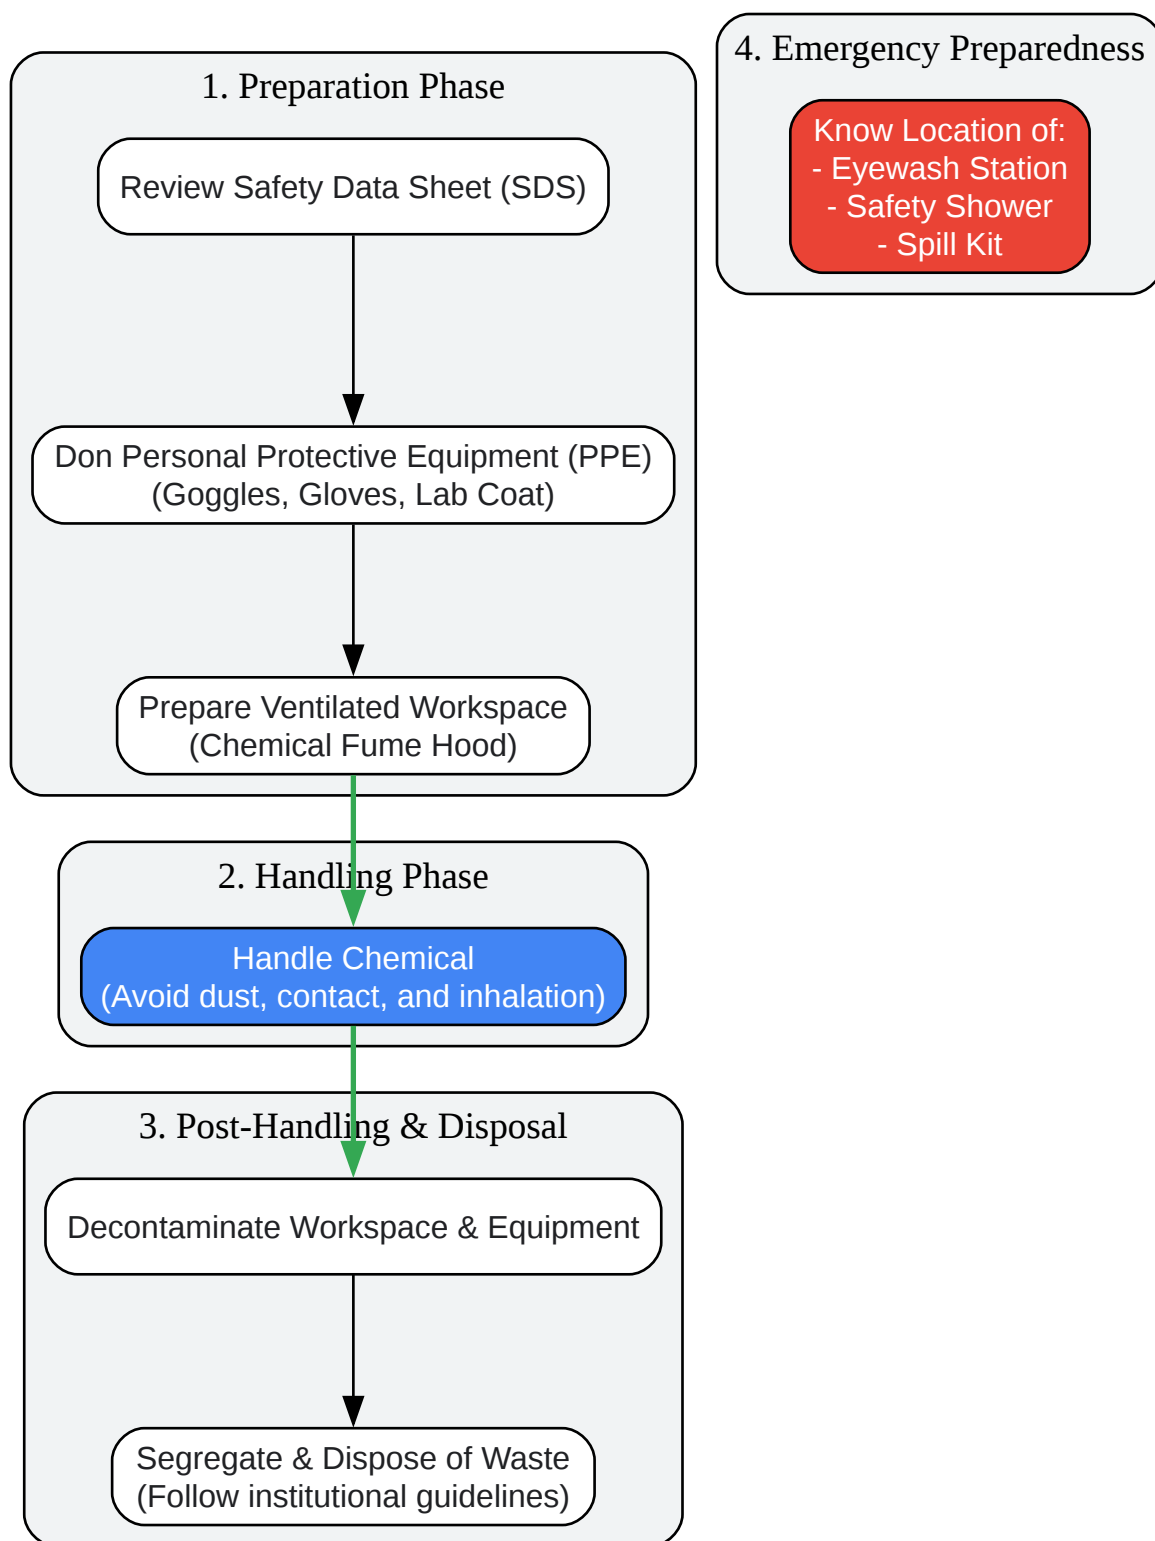 1. Preparation Phase
Review Safety Data Sheet (SDS)
Don Personal Protective Equipment (PPE)
(Goggles, Gloves, Lab Coat)
Prepare Ventilated Workspace
(Chemical Fume Hood)
2. Handling Phase
Handle Chemical
(Avoid dust, contact, and inhalation)
3. Post-Handling & Disposal
Decontaminate Workspace & Equipment
Segregate & Dispose of Waste
(Follow institutional guidelines)
4. Emergency Preparedness
Know Location of:
- Eyewash Station
- Safety Shower
- Spill Kit